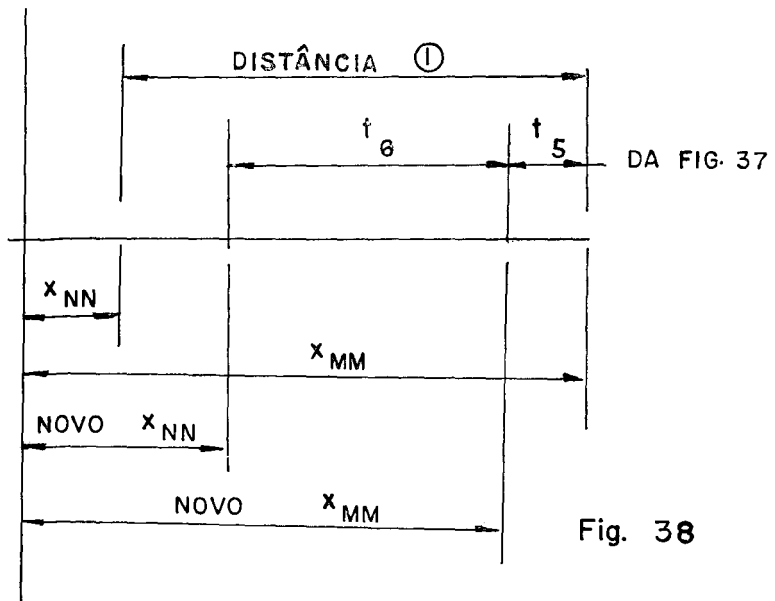 DISTÂNCIA ①
t6 t5 DA FIG. 37
xNN
xMM
NOVO xNN
NOVO xMM
Fig. 38